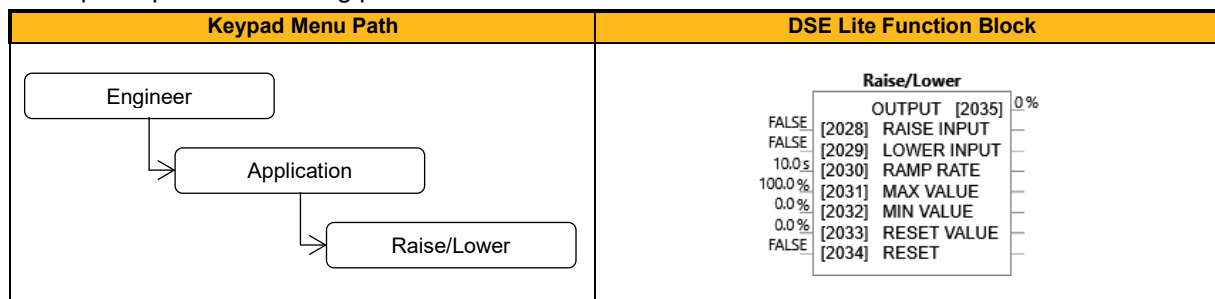 Keypad Menu Path
DSE Lite Function Block
Engineer
Application
Raise/Lower
Raise/Lower
OUTPUT [2035] 0 %
FALSE [2028] RAISE INPUT
FALSE [2029] LOWER INPUT
10.0 s [2030] RAMP RATE
100.0 % [2031] MAX VALUE
0.0 % [2032] MIN VALUE
0.0 % [2033] RESET VALUE
FALSE [2034] RESET